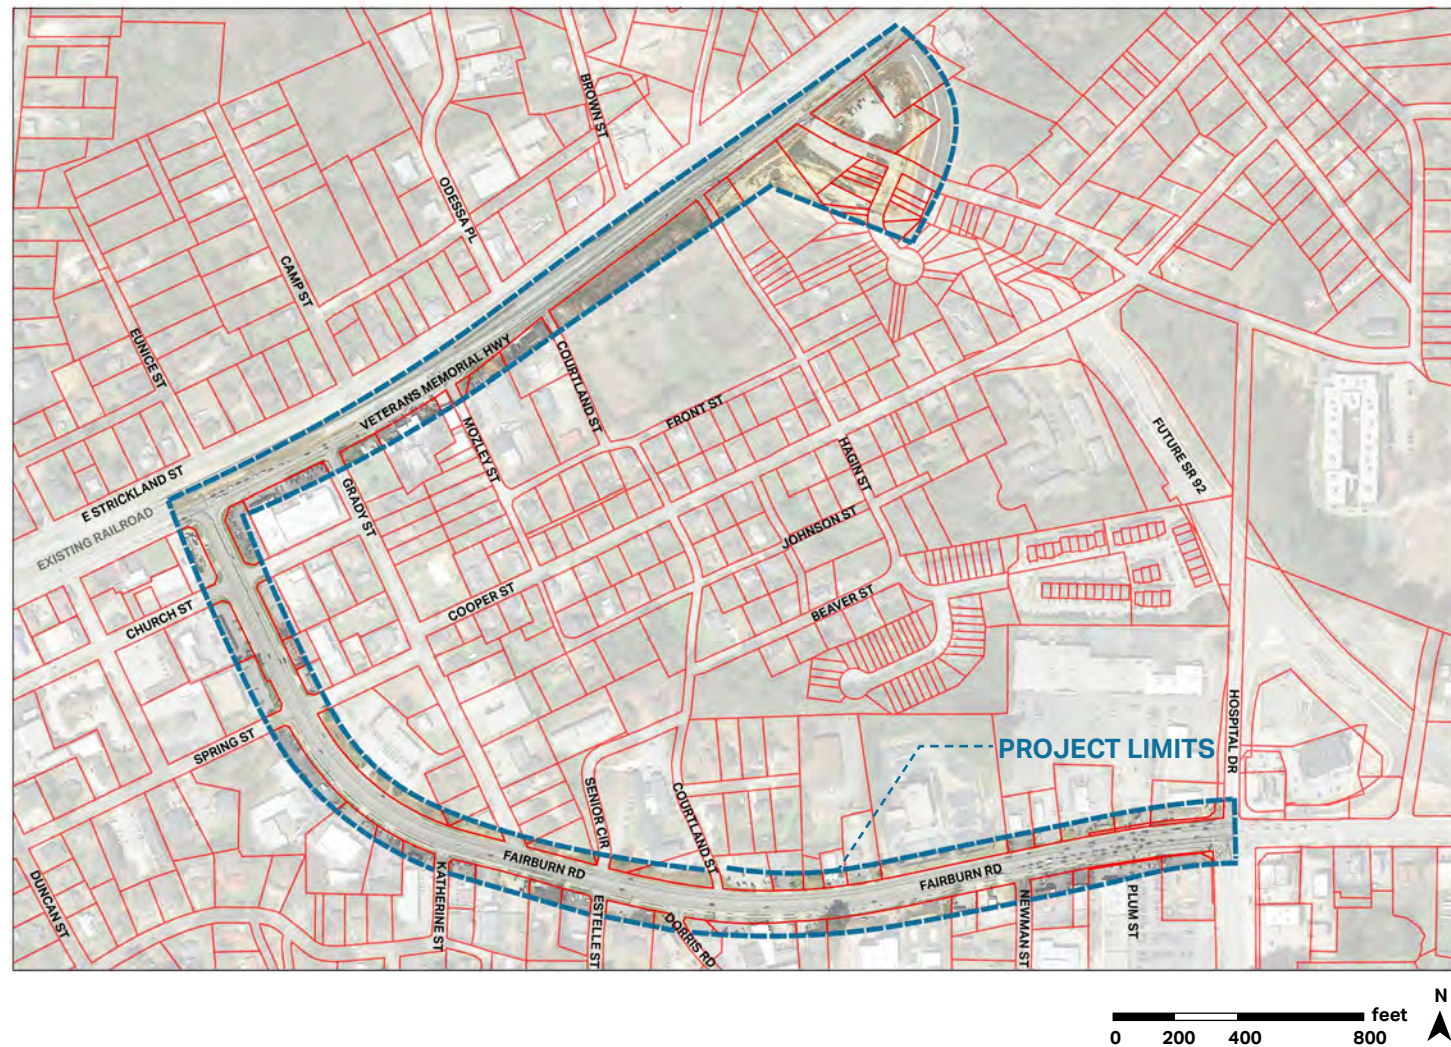 BROWN ST
ODESSA PL
CAMP ST
EUNICE ST
VETERANS MEMORIAL HWY
COURTLAND ST
FRONT ST
MOZLEY ST
HAGIN ST
FUTURE SR 92
E STRICKLAND ST
EXISTING RAILROAD
GRADY ST
JOHNSON ST
COOPER ST
BEAVER ST
CHURCH ST
SPRING ST
HOSPITAL DR
PROJECT LIMITS
SENIOR CIR
COURTLAND ST
FAIRBURN RD
FAIRBURN RD
DUNCAN ST
KATHERINE ST
ESTELLE ST
DORRIS RD
NEWMAN ST
PLUM ST
N
feet
0 200 400 800